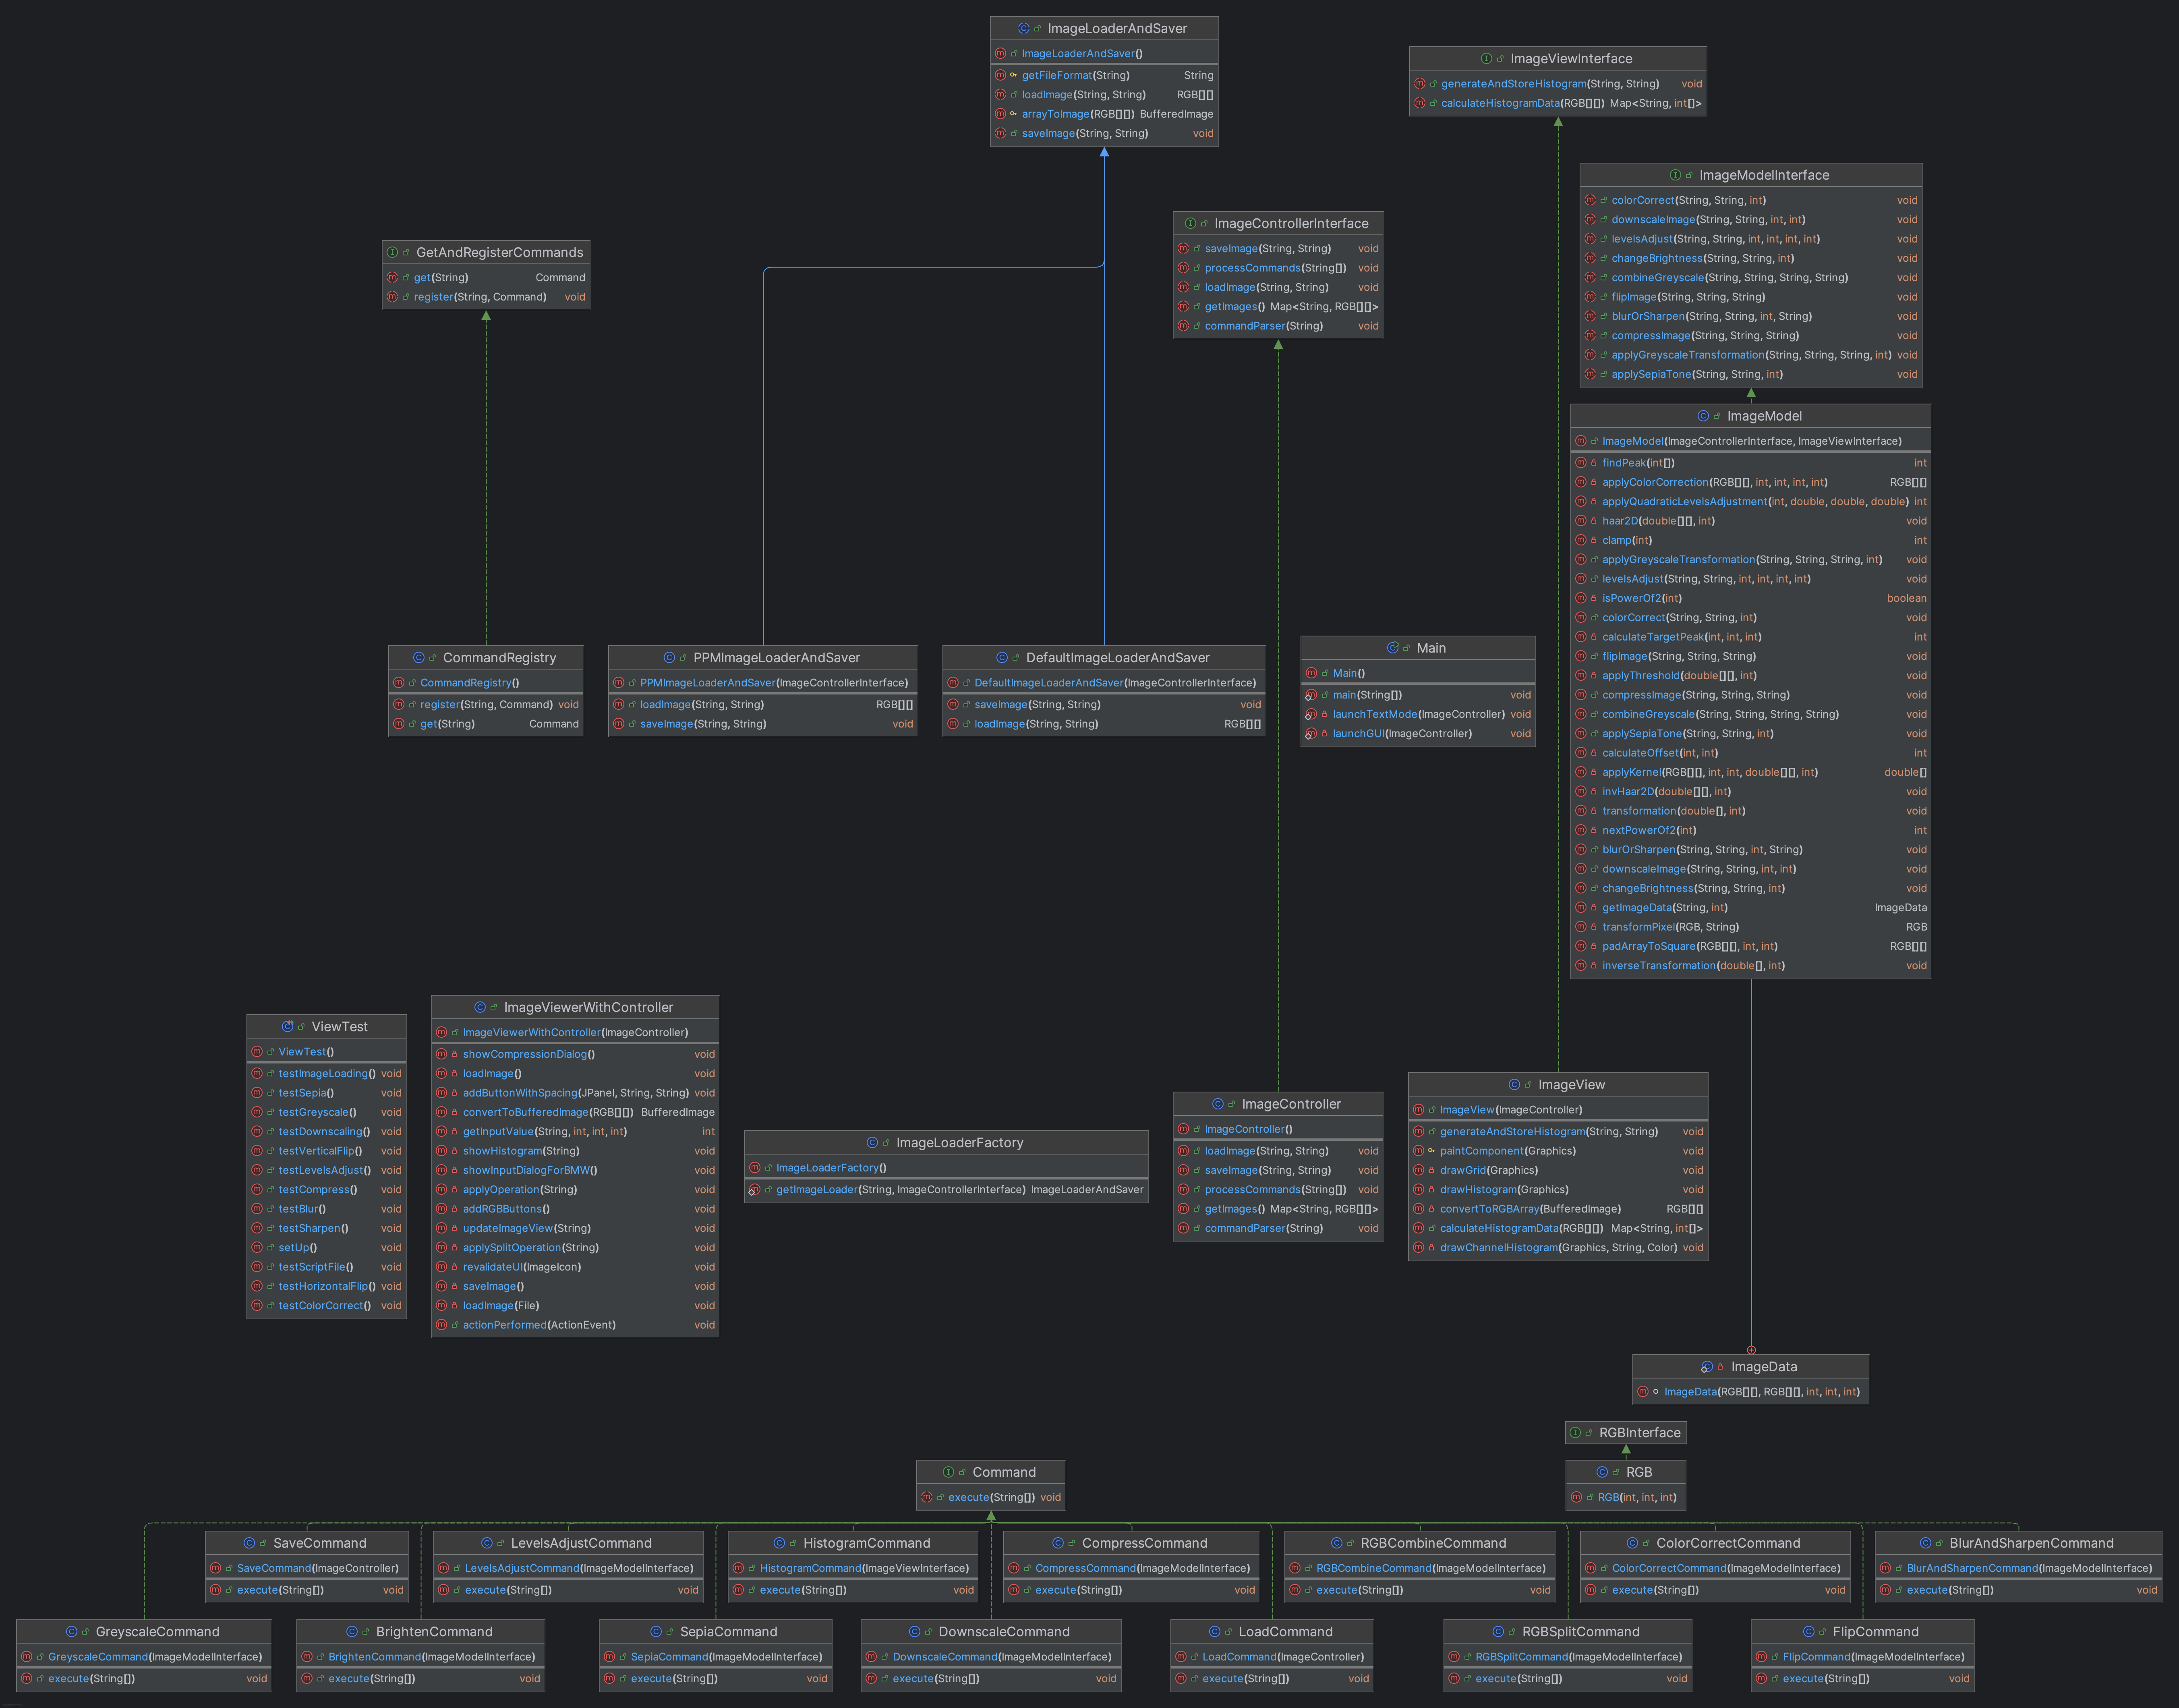 ImageLoaderAndSaver
ImageLoaderAndSaver()
getFileFormat(String) String
loadImage(String, String) RGB[][]
arrayToImage(RGB[][]) BufferedImage
saveImage(String, String) void
ImageViewInterface
generateAndStoreHistogram(String, String) void
calculateHistogramData(RGB[][]) Map<String, int[]>
ImageModelInterface
colorCorrect(String, String, int) void
downscaleImage(String, String, int, int) void
levelsAdjust(String, String, int, int, int, int) void
changeBrightness(String, String, int) void
combineGreyscale(String, String, String, String) void
flipImage(String, String, String) void
blurOrSharpen(String, String, int, String) void
compressImage(String, String, String) void
applyGreyscaleTransformation(String, String, String, int) void
applySepiaTone(String, String, int) void
ImageControllerInterface
saveImage(String, String) void
processCommands(String[]) void
loadImage(String, String) void
getImages() Map<String, RGB[][]>
commandParser(String) void
GetAndRegisterCommands
get(String) Command
register(String, Command) void
ImageModel
ImageModel(ImageControllerInterface, ImageViewInterface)
findPeak(int[]) int
applyColorCorrection(RGB[][], int, int, int, int) RGB[][]
applyQuadraticLevelsAdjustment(int, double, double, double) int
haar2D(double[][], int) void
clamp(int) int
applyGreyscaleTransformation(String, String, String, int) void
levelsAdjust(String, String, int, int, int, int) void
isPowerOf2(int) boolean
colorCorrect(String, String, int) void
calculateTargetPeak(int, int, int) int
flipImage(String, String, String) void
applyThreshold(double[][], int) void
compressImage(String, String, String) void
combineGreyscale(String, String, String, String) void
applySepiaTone(String, String, int) void
calculateOffset(int, int) int
applyKernel(RGB[][], int, int, double[][], int) double[]
invHaar2D(double[][], int) void
transformation(double[], int) void
nextPowerOf2(int) int
blurOrSharpen(String, String, int, String) void
downscaleImage(String, String, int, int) void
changeBrightness(String, String, int) void
getImageData(String, int) ImageData
transformPixel(RGB, String) RGB
padArrayToSquare(RGB[][], int, int) RGB[][]
inverseTransformation(double[], int) void
CommandRegistry
CommandRegistry()
register(String, Command) void
get(String) Command
PPMImageLoaderAndSaver
PPMImageLoaderAndSaver(ImageControllerInterface)
loadImage(String, String) RGB[][]
saveImage(String, String) void
DefaultImageLoaderAndSaver
DefaultImageLoaderAndSaver(ImageControllerInterface)
saveImage(String, String) void
loadImage(String, String) RGB[][]
Main
Main()
main(String[]) void
launchTextMode(ImageController) void
launchGUI(ImageController) void
ViewTest
ViewTest()
testImageLoading() void
testSepia() void
testGreyscale() void
testDownscaling() void
testVerticalFlip() void
testLevelsAdjust() void
testCompress() void
testBlur() void
testSharpen() void
setUp() void
testScriptFile() void
testHorizontalFlip() void
testColorCorrect() void
ImageViewerWithController
ImageViewerWithController(ImageController)
showCompressionDialog() void
loadImage() void
addButtonWithSpacing(JPanel, String, String) void
convertToBufferedImage(RGB[][]) BufferedImage
getInputValue(String, int, int, int) int
showHistogram(String) void
showInputDialogForBMW() void
applyOperation(String) void
addRGBButtons() void
updateImageView(String) void
applySplitOperation(String) void
revalidateUI(ImageIcon) void
saveImage() void
loadImage(File) void
actionPerformed(ActionEvent) void
ImageLoaderFactory
ImageLoaderFactory()
getImageLoader(String, ImageControllerInterface) ImageLoaderAndSaver
ImageController
ImageController()
loadImage(String, String) void
saveImage(String, String) void
processCommands(String[]) void
getImages() Map<String, RGB[][]>
commandParser(String) void
ImageView
ImageView(ImageController)
generateAndStoreHistogram(String, String) void
paintComponent(Graphics) void
drawGrid(Graphics) void
drawHistogram(Graphics) void
convertToRGBArray(BufferedImage) RGB[][]
calculateHistogramData(RGB[][]) Map<String, int[]>
drawChannelHistogram(Graphics, String, Color) void
ImageData
ImageData(RGB[][], RGB[][], int, int, int)
RGBInterface
RGB
RGB(int, int, int)
Command
execute(String[]) void
SaveCommand
SaveCommand(ImageController)
execute(String[]) void
LevelsAdjustCommand
LevelsAdjustCommand(ImageModelInterface)
execute(String[]) void
HistogramCommand
HistogramCommand(ImageViewInterface)
execute(String[]) void
CompressCommand
CompressCommand(ImageModelInterface)
execute(String[]) void
RGBCombineCommand
RGBCombineCommand(ImageModelInterface)
execute(String[]) void
ColorCorrectCommand
ColorCorrectCommand(ImageModelInterface)
execute(String[]) void
BlurAndSharpenCommand
BlurAndSharpenCommand(ImageModelInterface)
execute(String[]) void
GreyscaleCommand
GreyscaleCommand(ImageModelInterface)
execute(String[]) void
BrightenCommand
BrightenCommand(ImageModelInterface)
execute(String[]) void
SepiaCommand
SepiaCommand(ImageModelInterface)
execute(String[]) void
DownscaleCommand
DownscaleCommand(ImageModelInterface)
execute(String[]) void
LoadCommand
LoadCommand(ImageController)
execute(String[]) void
RGBSplitCommand
RGBSplitCommand(ImageModelInterface)
execute(String[]) void
FlipCommand
FlipCommand(ImageModelInterface)
execute(String[]) void